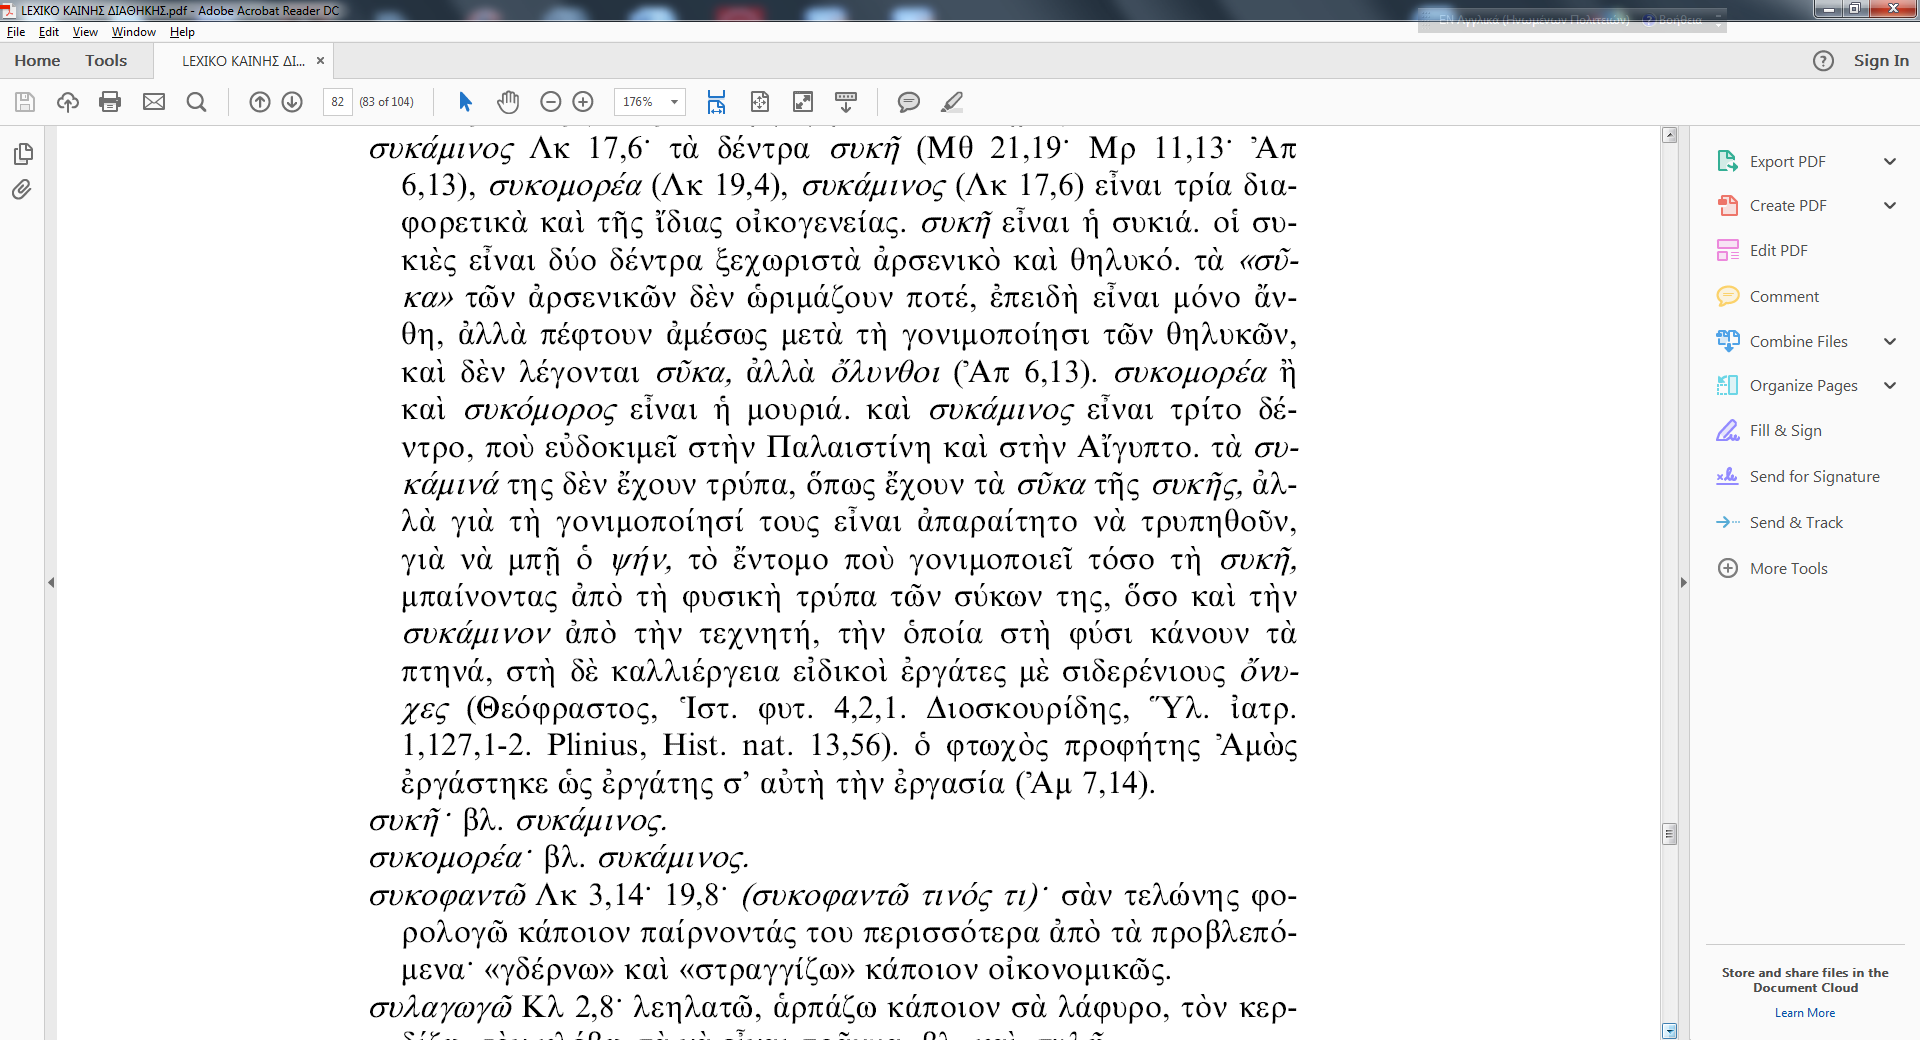 LEXIKO ΚΑΙΝΗΣ ΔΙΑΘΗΚΗΣ.pdf - Adobe Acrobat Reader DC
EN Αγγλικά (Ηνωμένων Πολιτειών) Βοήθεια
File Edit View Window Help
Home Tools LEXIKO ΚΑΙΝΗΣ ΔΙ... × Sign In
82 (83 of 104) 176%
συκάμινος Λκ 17,6· τὰ δέντρα συκῆ (Μθ 21,19· Μρ 11,13· Ἀπ
6,13), συκομορέα (Λκ 19,4), συκάμινος (Λκ 17,6) εἶναι τρία δια-
φορετικὰ καὶ τῆς ἴδιας οἰκογενείας. συκῆ εἶναι ἡ συκιά. οἱ συ-
κιὲς εἶναι δύο δέντρα ξεχωριστὰ ἀρσενικὸ καὶ θηλυκό. τὰ «σῦ-
κα» τῶν ἀρσενικῶν δὲν ὡριμάζουν ποτέ, ἐπειδὴ εἶναι μόνο ἄν-
θη, ἀλλὰ πέφτουν ἀμέσως μετὰ τὴ γονιμοποίησι τῶν θηλυκῶν,
καὶ δὲν λέγονται σῦκα, ἀλλὰ ὄλυνθοι (Ἀπ 6,13). συκομορέα ἢ
καὶ συκόμορος εἶναι ἡ μουριά. καὶ συκάμινος εἶναι τρίτο δέ-
ντρο, ποὺ εὐδοκιμεῖ στὴν Παλαιστίνη καὶ στὴν Αἴγυπτο. τὰ συ-
κάμινά της δὲν ἔχουν τρύπα, ὅπως ἔχουν τὰ σῦκα τῆς συκῆς, ἀλ-
λὰ γιὰ τὴ γονιμοποίησί τους εἶναι ἀπαραίτητο νὰ τρυπηθοῦν,
γιὰ νὰ μπῇ ὁ ψήν, τὸ ἔντομο ποὺ γονιμοποιεῖ τόσο τὴ συκῆ,
μπαίνοντας ἀπὸ τὴ φυσικὴ τρύπα τῶν σύκων της, ὅσο καὶ τὴν
συκάμινον ἀπὸ τὴν τεχνητή, τὴν ὁποία στὴ φύσι κάνουν τὰ
πτηνά, στὴ δὲ καλλιέργεια εἰδικοὶ ἐργάτες μὲ σιδερένιους ὄνυ-
χες (Θεόφραστος, Ἱστ. φυτ. 4,2,1. Διοσκουρίδης, Ὕλ. ἰατρ.
1,127,1-2. Plinius, Hist. nat. 13,56). ὁ φτωχὸς προφήτης Ἀμὼς
ἐργάστηκε ὡς ἐργάτης σ’ αὐτὴ τὴν ἐργασία (Ἀμ 7,14).
συκῆ· βλ. συκάμινος.
συκομορέα· βλ. συκάμινος.
συκοφαντῶ Λκ 3,14· 19,8· (συκοφαντῶ τινός τι)· σὰν τελώνης φο-
ρολογῶ κάποιον παίρνοντάς του περισσότερα ἀπὸ τὰ προβλεπό-
μενα· «γδέρνω» καὶ «στραγγίζω» κάποιον οἰκονομικῶς.
συλαγωγῶ Κλ 2,8· λεηλατῶ, ἁρπάζω κάποιον σὰ λάφυρο, τὸν κερ-
Export PDF
Create PDF
Edit PDF
Comment
Combine Files
Organize Pages
Fill & Sign
Send for Signature
Send & Track
More Tools
Store and share files in the
Document Cloud
Learn More